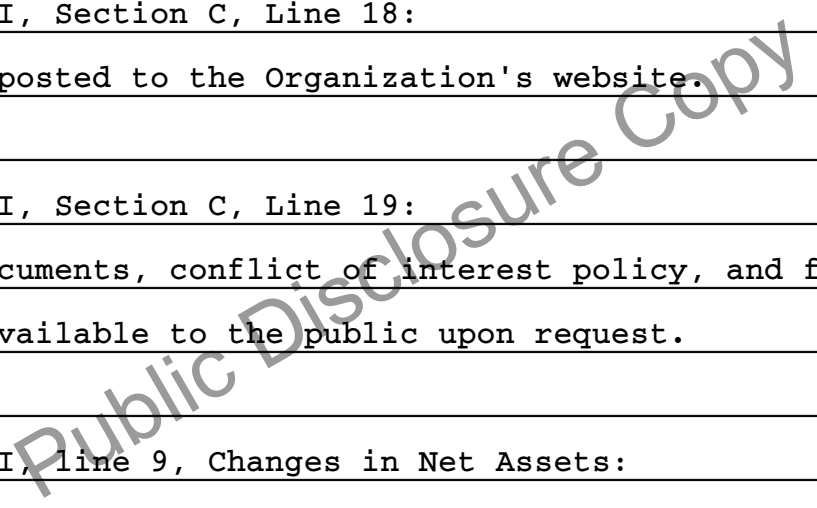 I, Section C, Line 18:
posted to the Organization's website.
I, Section C, Line 19:
cuments, conflict of interest policy, and f
vailable to the public upon request.
I, line 9, Changes in Net Assets:
Public Disclosure Copy